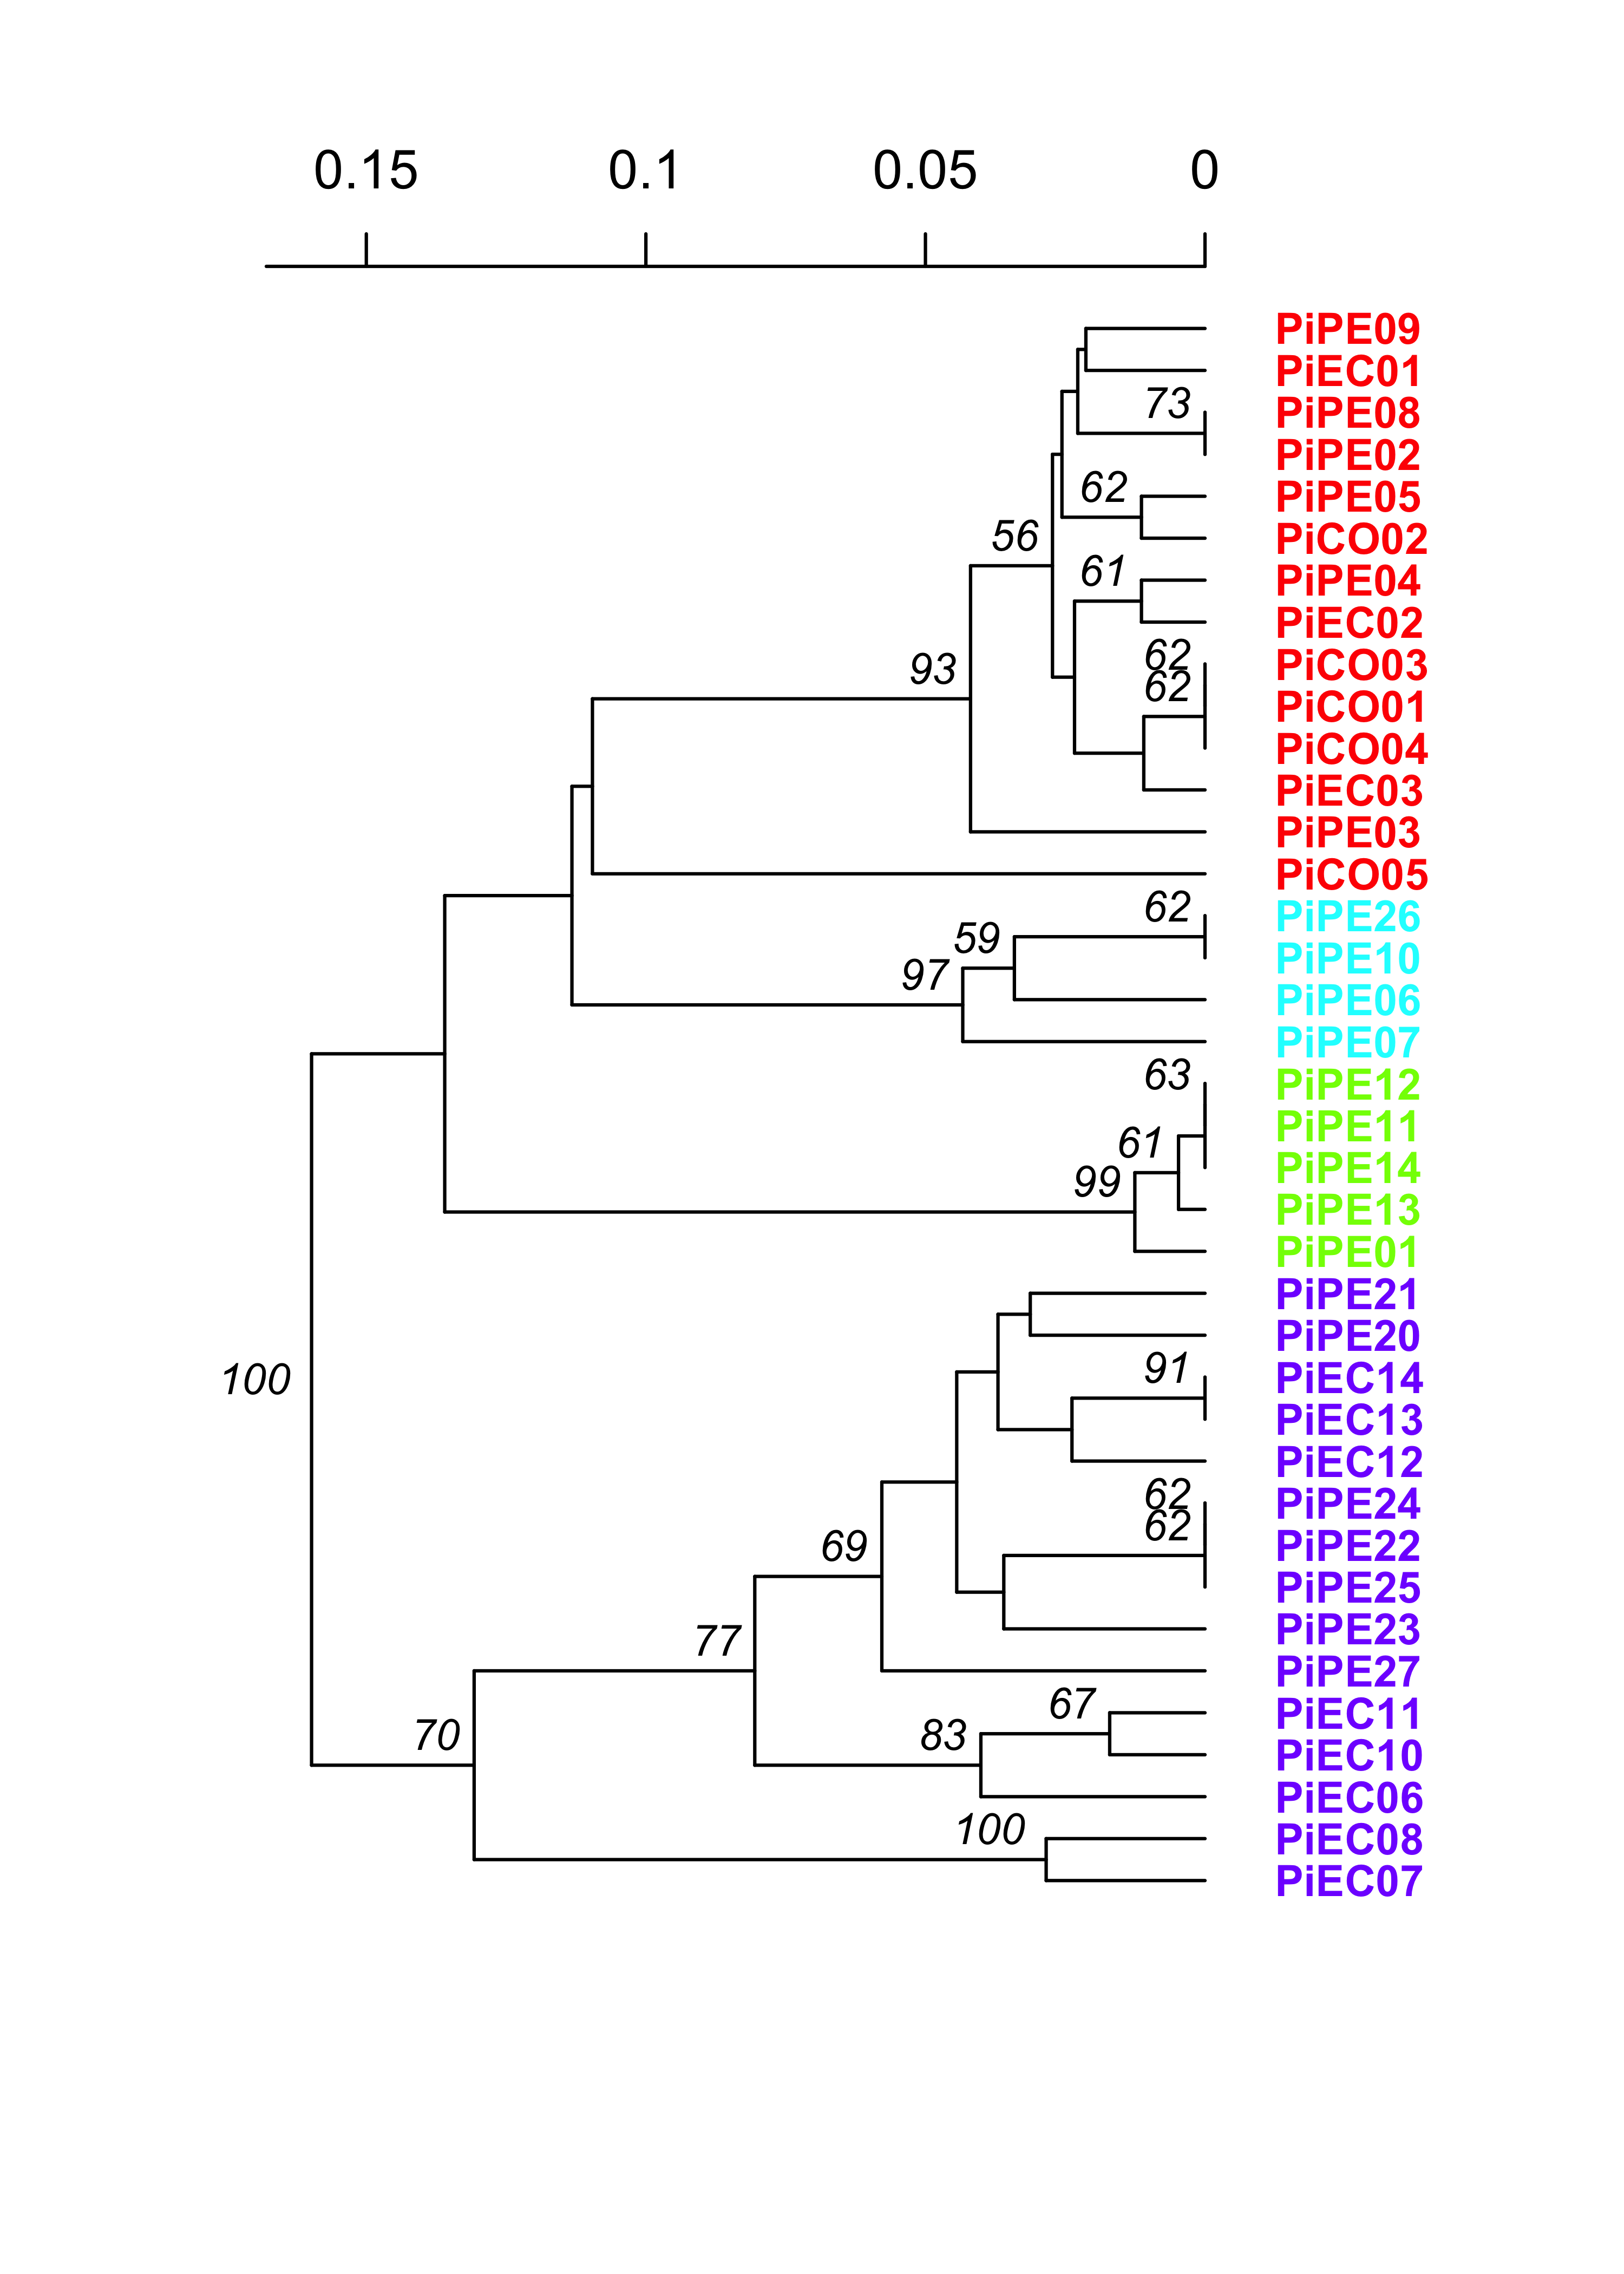 0.15 0.1 0.05 0
PiPE09
PiEC01
73 PiPE08
PiPE02
62 PiPE05
56 PiCO02
61 PiPE04
PiEC02
62 PiCO03
93 62 PiCO01
PiCO04
PiEC03
PiPE03
PiCO05
62 PiPE26
59 PiPE10
97 PiPE06
PiPE07
63 PiPE12
61 PiPE11
99 PiPE14
PiPE13
PiPE01
PiPE21
PiPE20
100 91 PiEC14
PiEC13
PiEC12
62 PiPE24
69 62 PiPE22
PiPE25
77 PiPE23
PiPE27
67 PiEC11
70 83 PiEC10
PiEC06
100 PiEC08
PiEC07